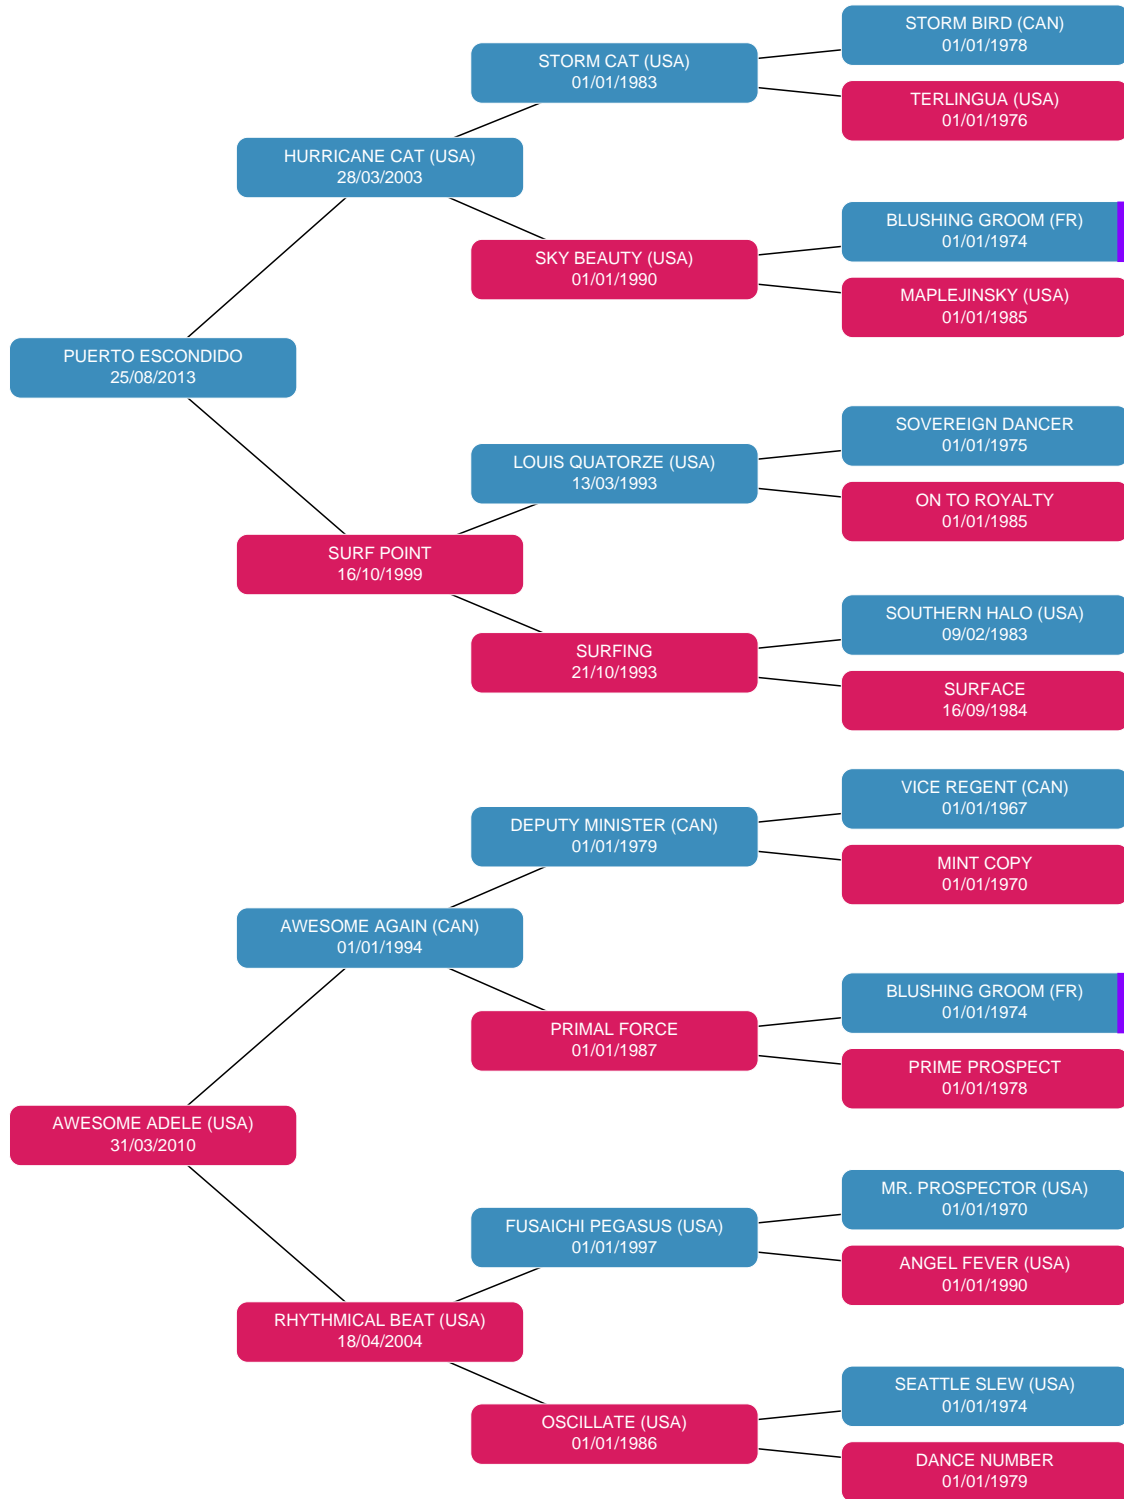 STORM BIRD (CAN)
01/01/1978
STORM CAT (USA)
01/01/1983
TERLINGUA (USA)
01/01/1976
HURRICANE CAT (USA)
28/03/2003
BLUSHING GROOM (FR)
01/01/1974
SKY BEAUTY (USA)
01/01/1990
MAPLEJINSKY (USA)
01/01/1985
PUERTO ESCONDIDO
25/08/2013
SOVEREIGN DANCER
01/01/1975
LOUIS QUATORZE (USA)
13/03/1993
ON TO ROYALTY
01/01/1985
SURF POINT
16/10/1999
SOUTHERN HALO (USA)
09/02/1983
SURFING
21/10/1993
SURFACE
16/09/1984
VICE REGENT (CAN)
01/01/1967
DEPUTY MINISTER (CAN)
01/01/1979
MINT COPY
01/01/1970
AWESOME AGAIN (CAN)
01/01/1994
BLUSHING GROOM (FR)
01/01/1974
PRIMAL FORCE
01/01/1987
PRIME PROSPECT
01/01/1978
AWESOME ADELE (USA)
31/03/2010
MR. PROSPECTOR (USA)
01/01/1970
FUSAICHI PEGASUS (USA)
01/01/1997
ANGEL FEVER (USA)
01/01/1990
RHYTHMICAL BEAT (USA)
18/04/2004
SEATTLE SLEW (USA)
01/01/1974
OSCILLATE (USA)
01/01/1986
DANCE NUMBER
01/01/1979